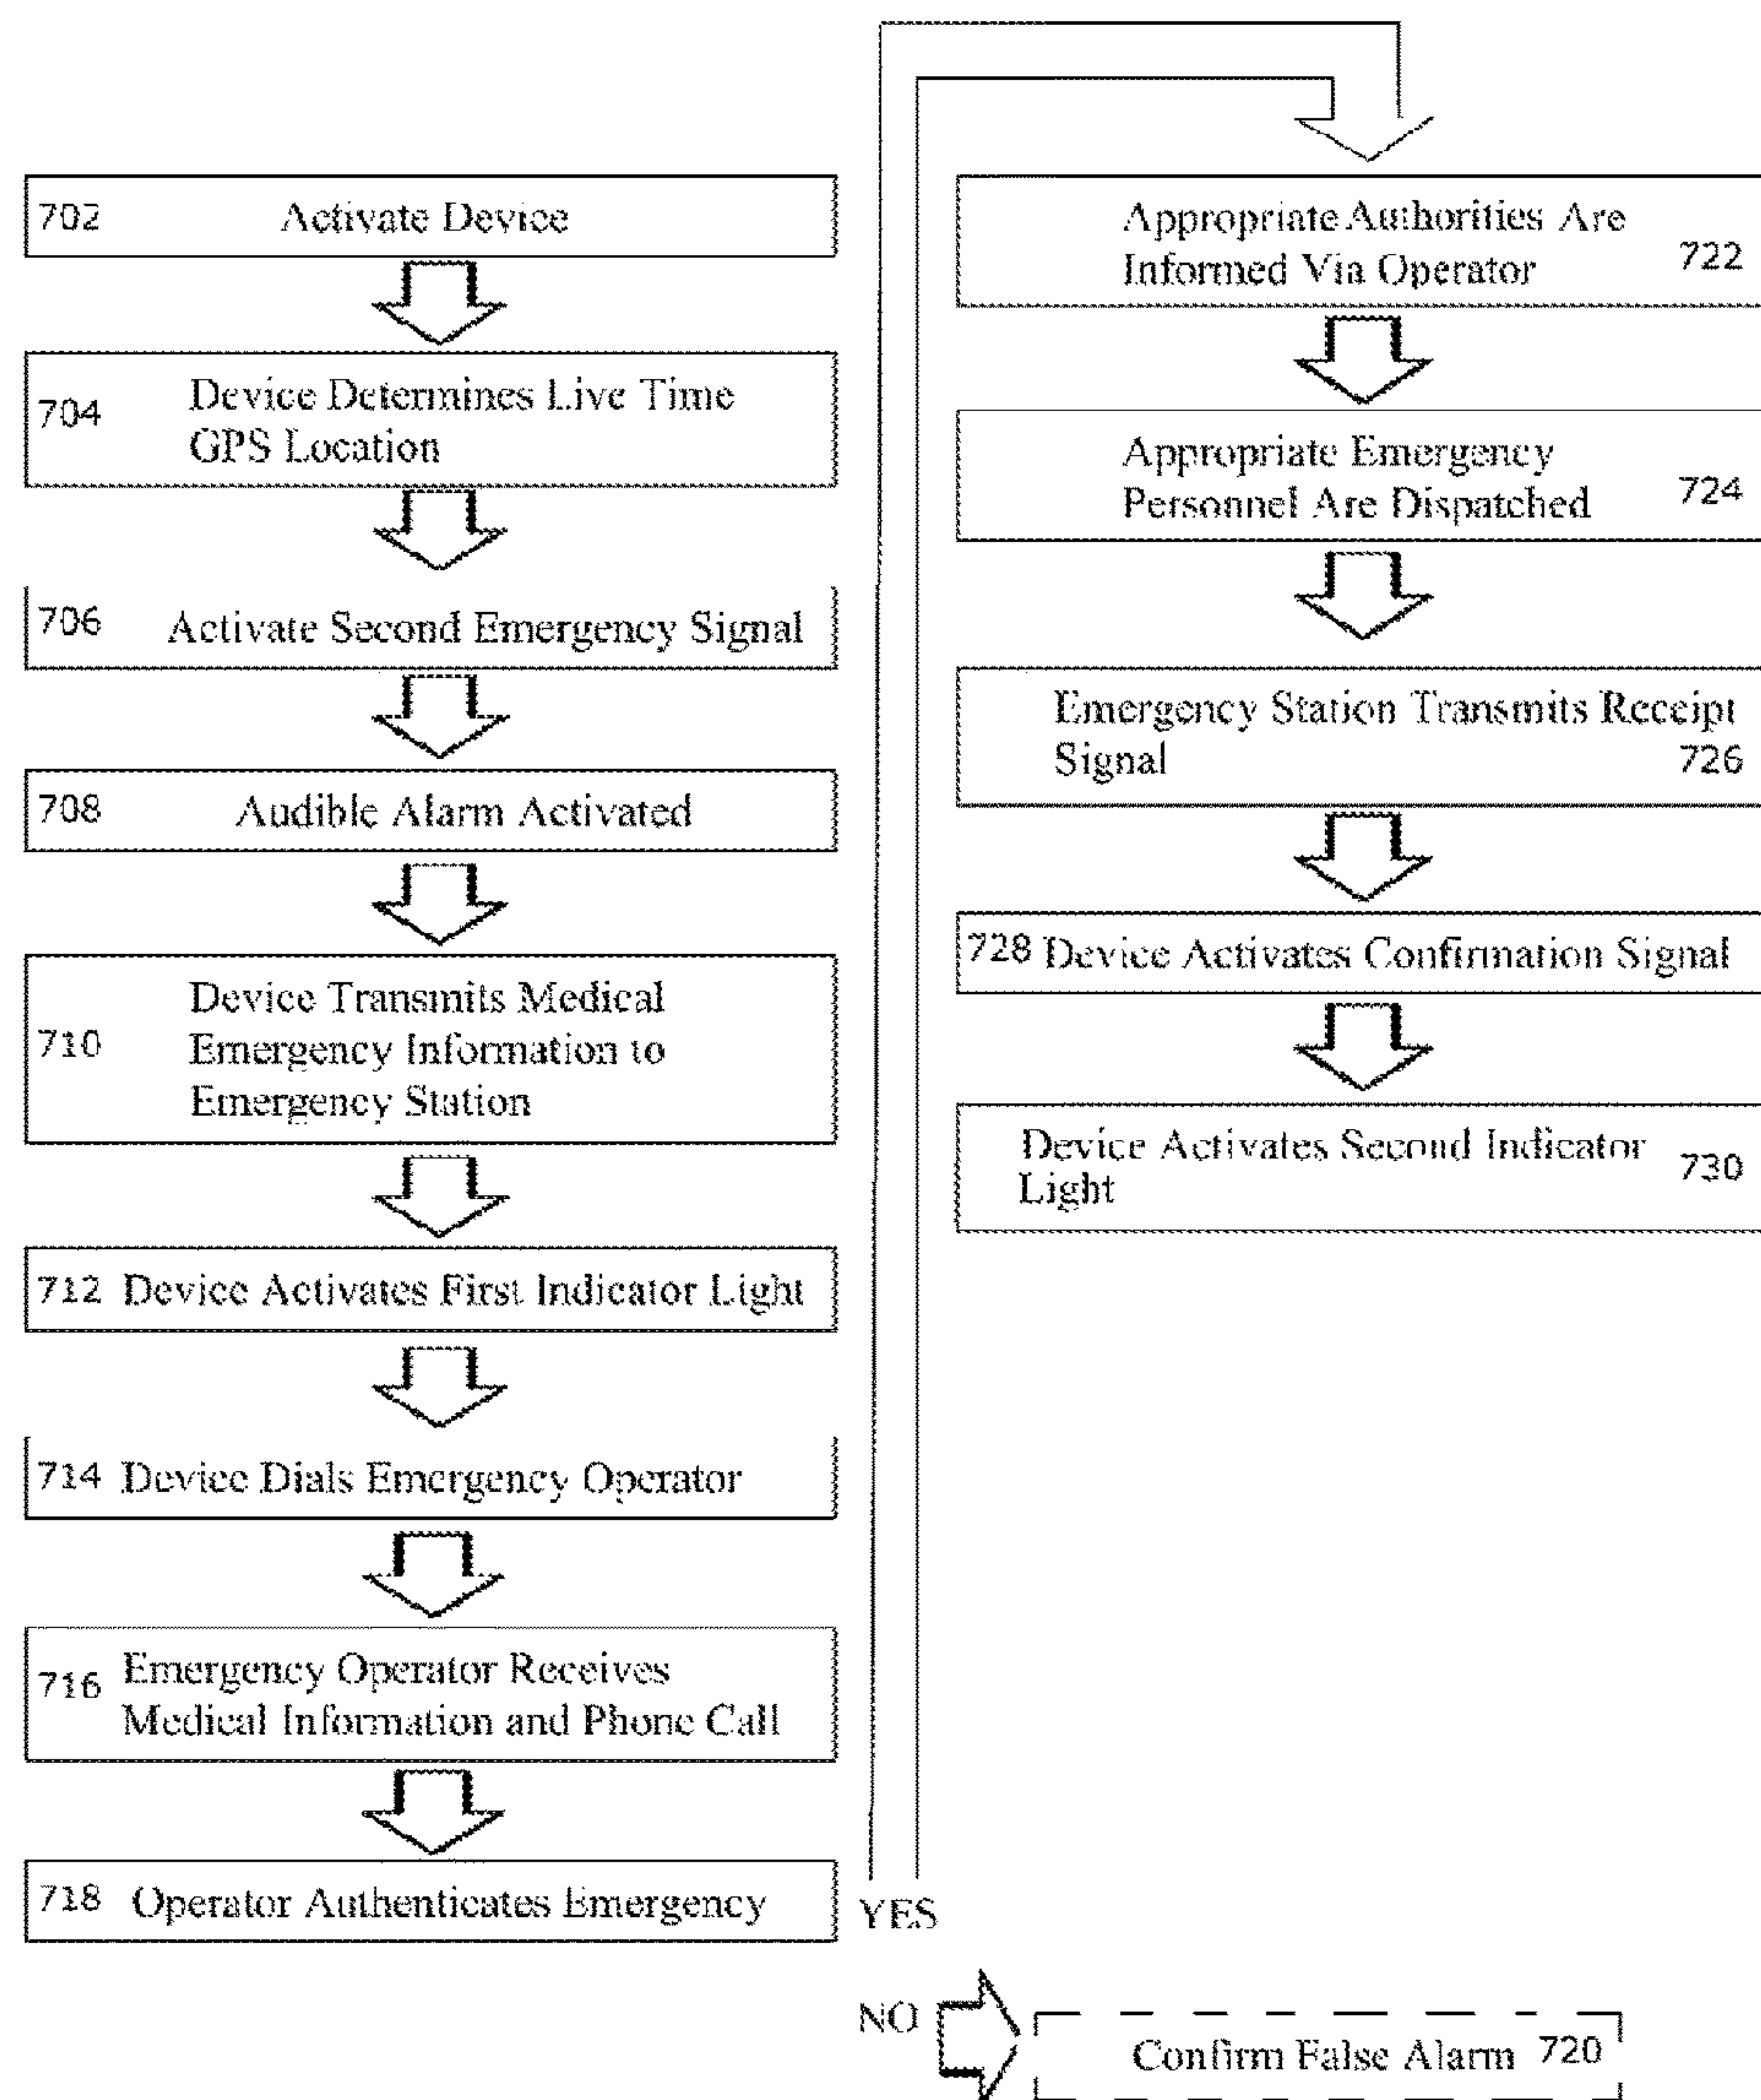 702 Activate Device
704 Device Determines Live Time
GPS Location
706 Activate Second Emergency Signal
708 Audible Alarm Activated
710 Device Transmits Medical
Emergency Information to
Emergency Station
712 Device Activates First Indicator Light
714 Device Dials Emergency Operator
716 Emergency Operator Receives
Medical Information and Phone Call
718 Operator Authenticates Emergency
YES
NO
Confirm False Alarm 720
Appropriate Authorities Are
Informed Via Operator 722
Appropriate Emergency
Personnel Are Dispatched 724
Emergency Station Transmits Receipt
Signal 726
728 Device Activates Confirmation Signal
Device Activates Second Indicator
Light 730